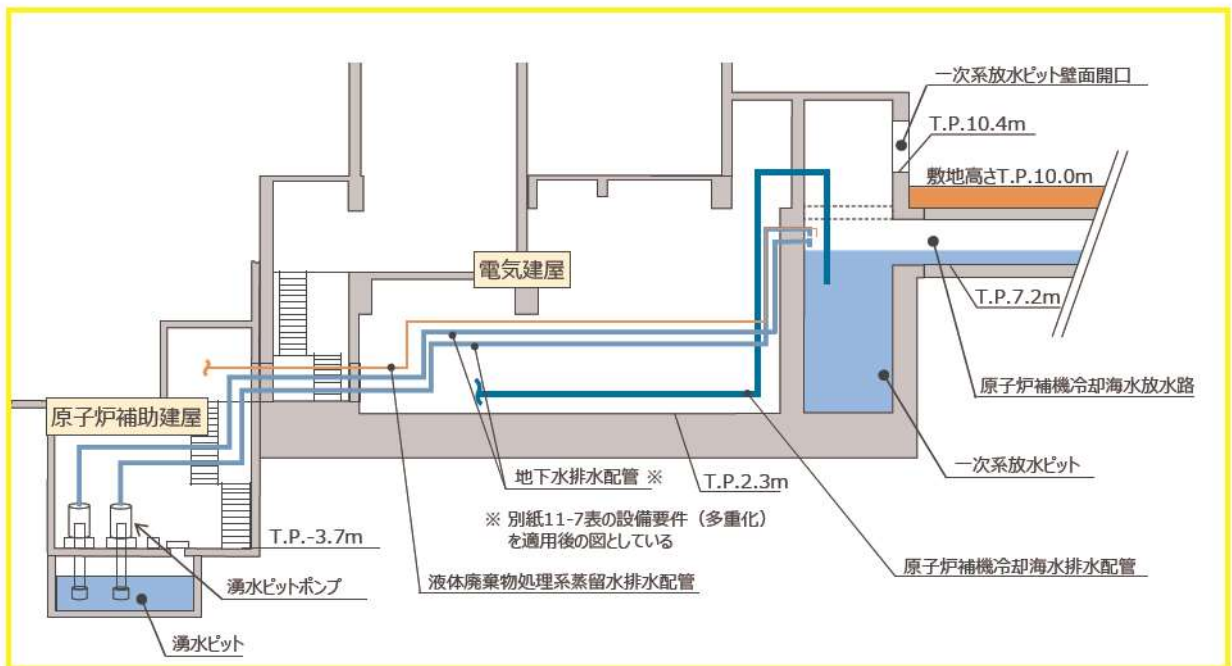 一次系放水ピット壁面開口
T.P.10.4m
敷地高さT.P.10.0m
電気建屋
T.P.7.2m
原子炉補機冷却海水放水路
原子炉補助建屋
一次系放水ピット
地下水排水配管 ※
T.P.2.3m
※ 別紙11-7表の設備要件（多重化）
を適用後の図としている
T.P.-3.7m
原子炉補機冷却海水排水配管
液体廃棄物処理系蒸留水排水配管
湧水ピットポンプ
湧水ピット